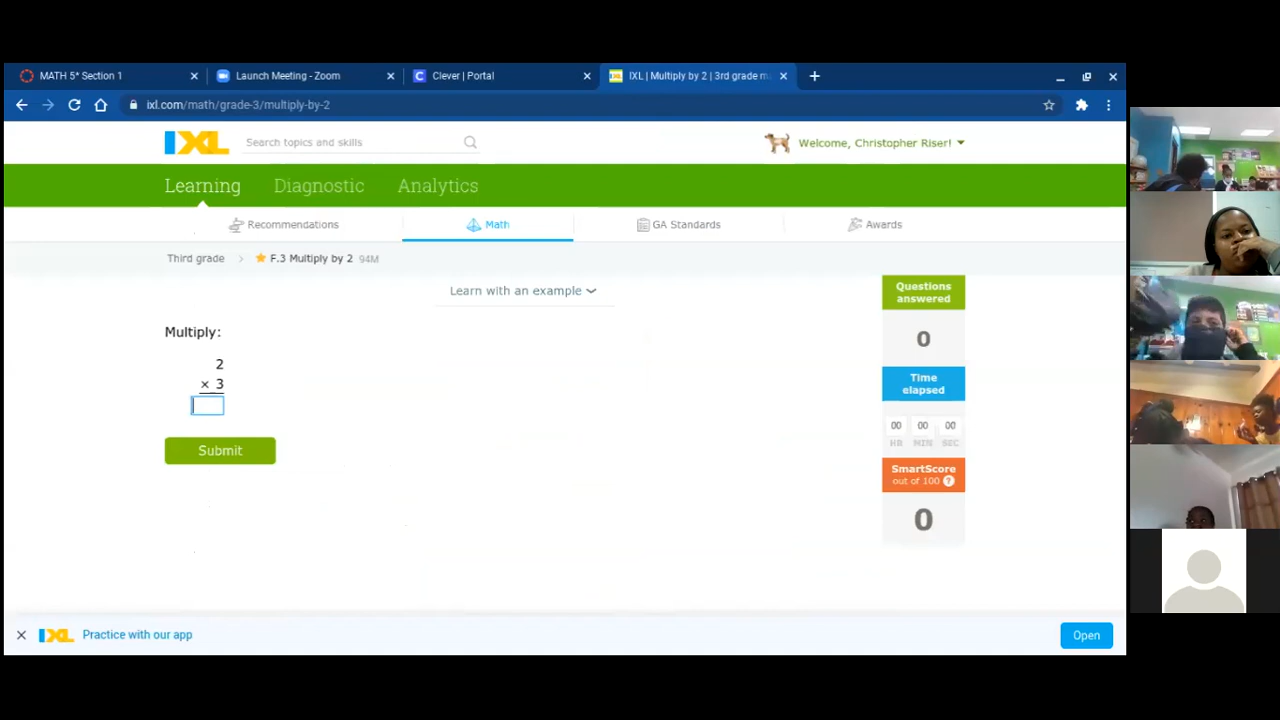 MATH 5* Section 1
Launch Meeting - Zoom
Clever | Portal
IXL | Multiply by 2 | 3rd grade m
ixl.com/math/grade-3/multiply-by-2
IXL
Search topics and skills
Welcome, Christopher Riser!
Learning
Diagnostic
Analytics
Recommendations
Math
GA Standards
Awards
Third grade > F.3 Multiply by 2 94M
Learn with an example
Multiply:
2
× 3
Submit
Questions
answered
0
Time
elapsed
00 00 00
HR MIN SEC
SmartScore
out of 100 ?
0
IXL Practice with our app
Open